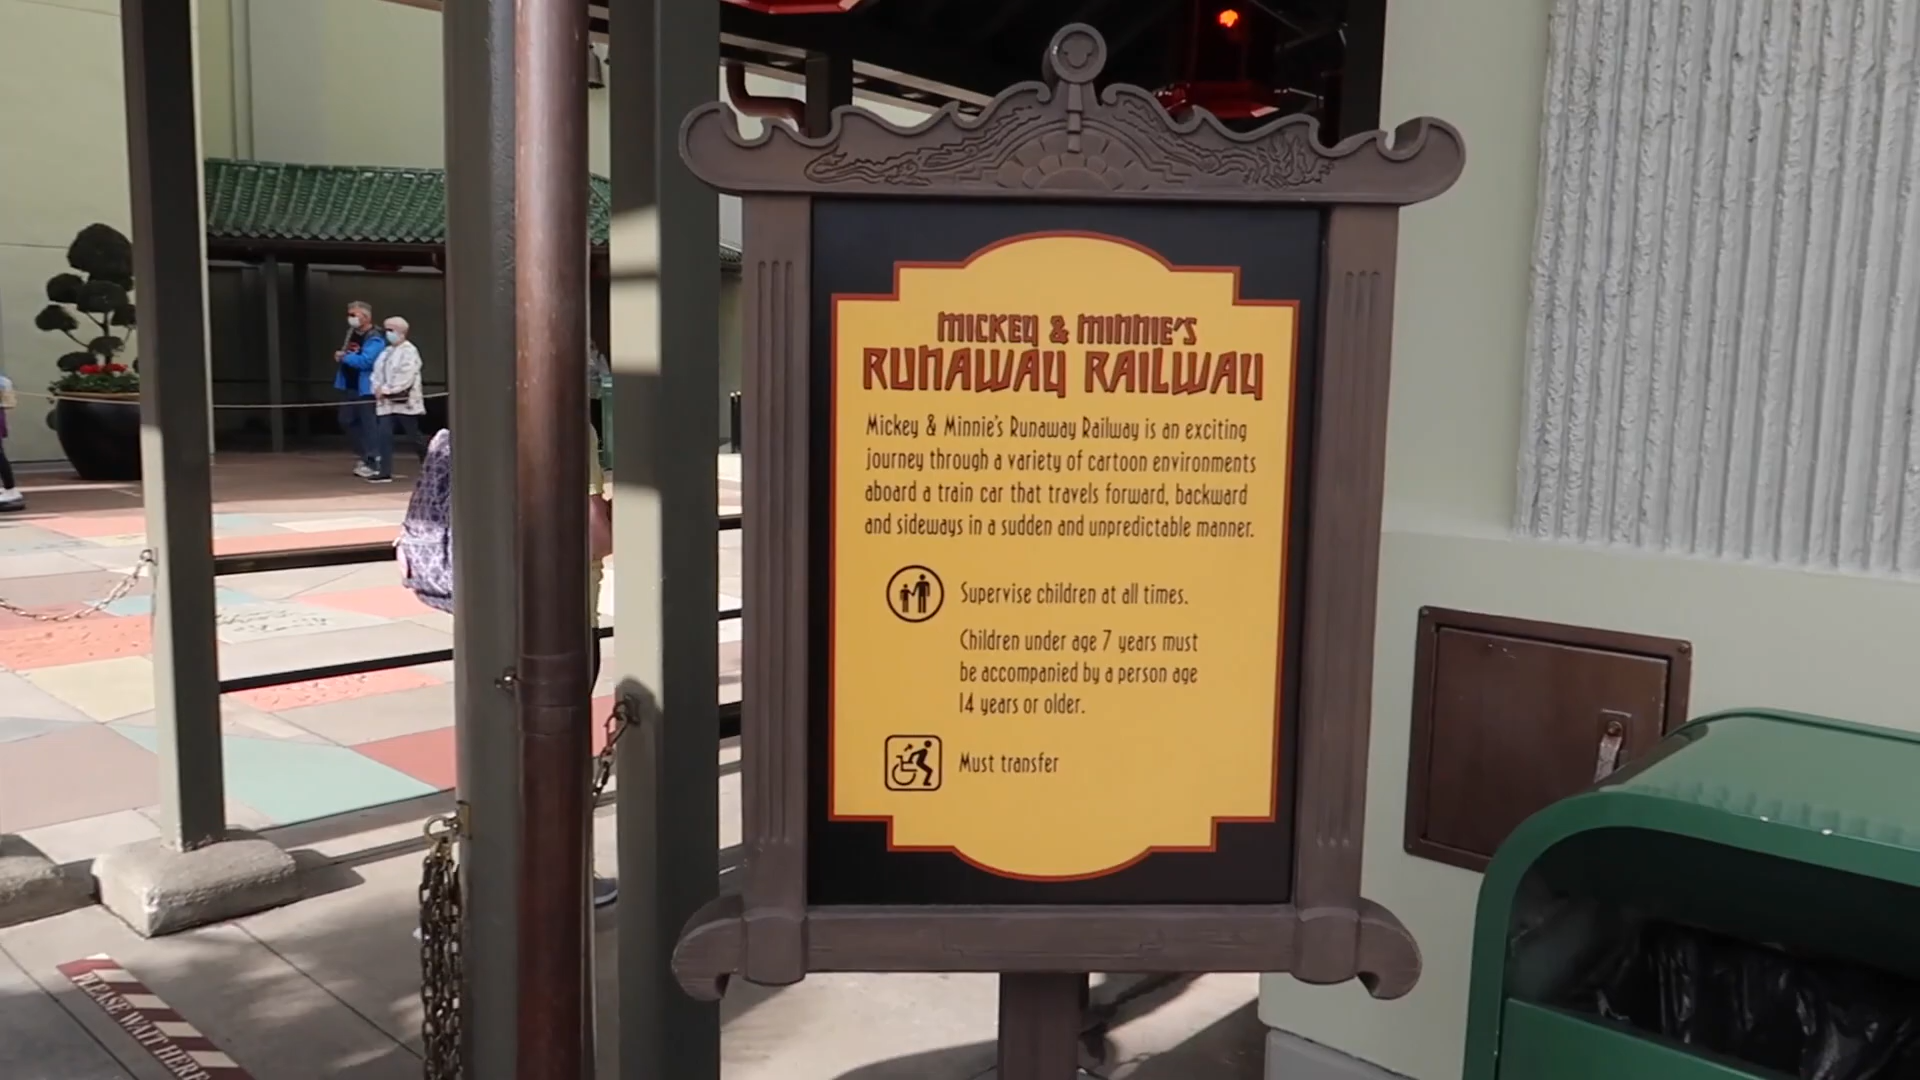 MICKEY & MINNIE'S
RUNAWAY RAILWAY
Mickey & Minnie's Runaway Railway is an exciting
journey through a variety of cartoon environments
aboard a train car that travels forward, backward
and sideways in a sudden and unpredictable manner.
Supervise children at all times.
Children under age 7 years must
be accompanied by a person age
14 years or older.
Must transfer
PLEASE WAIT HERE